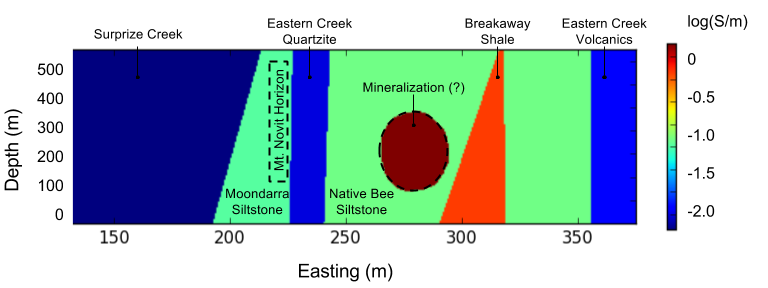 log(S/m)
Surprize Creek
Eastern Creek
Quartzite
Breakaway
Shale
Eastern Creek
Volcanics
Depth (m)
500
400
300
200
100
0
Mt. Novit Horizon
Mineralization (?)
Moondarra
Siltstone
Native Bee
Siltstone
0
-0.5
-1.0
-1.5
-2.0
150
200
250
300
350
Easting (m)